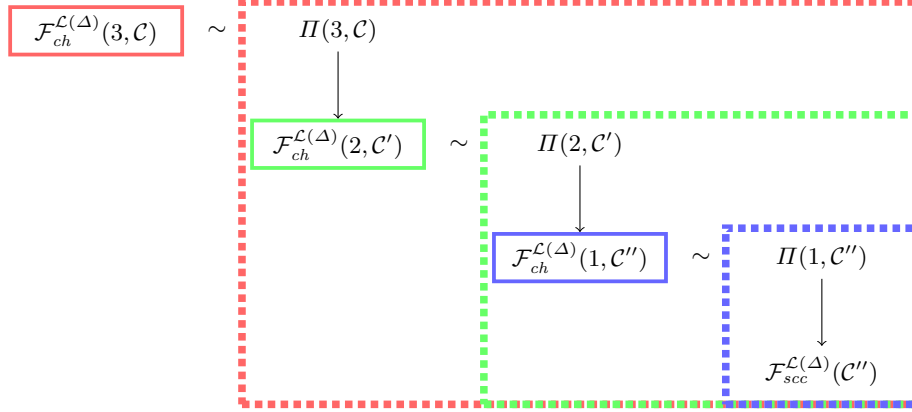 $\mathcal{F}_{ch}^{\mathcal{L}(\Delta)}(3, \mathcal{C})$ ∼ $\Pi(3, \mathcal{C})$
$\mathcal{F}_{ch}^{\mathcal{L}(\Delta)}(2, \mathcal{C}')$ ∼ $\Pi(2, \mathcal{C}')$
$\mathcal{F}_{ch}^{\mathcal{L}(\Delta)}(1, \mathcal{C}'')$ ∼ $\Pi(1, \mathcal{C}'')$
$\mathcal{F}_{scc}^{\mathcal{L}(\Delta)}(\mathcal{C}'')$